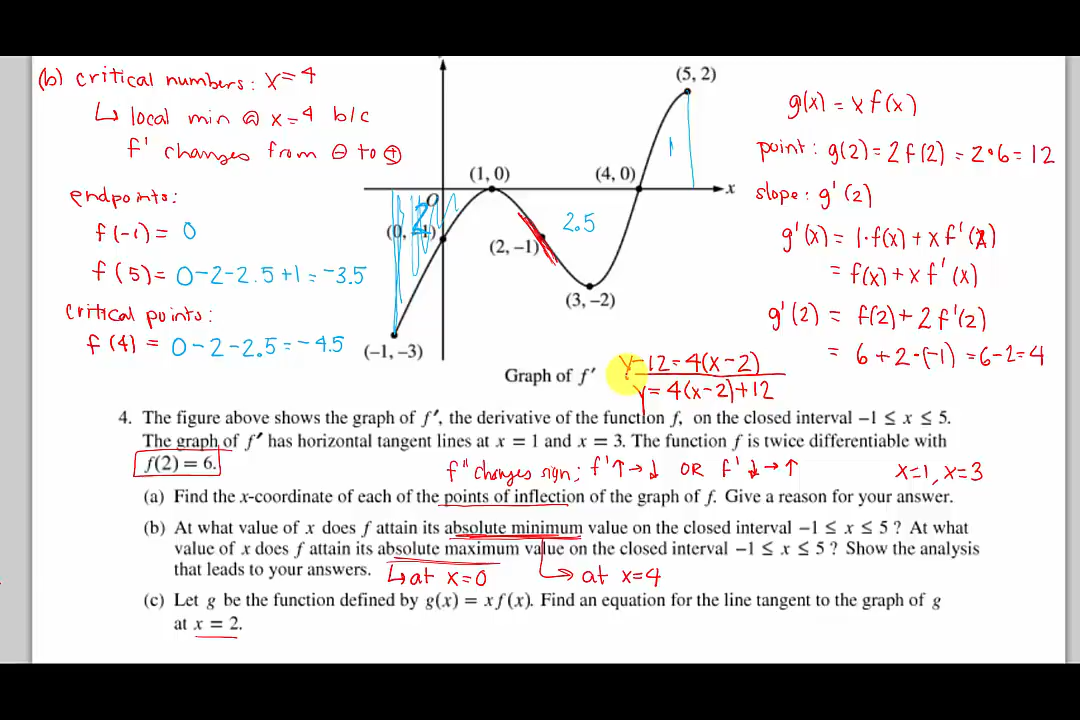 (b) critical numbers: x=4
↳ local min @ x=4 b/c
f' changes from ⊖ to ⊕
endpoints:
f(-1) = 0
f(5) = 0-2-2.5+1 = -3.5
critical points:
f(4) = 0-2-2.5 = -4.5
(5, 2)
(1, 0)
(4, 0)
x
O
2
(0, −1)
(2, −1)
2.5
1
(3, −2)
(−1, −3)
Graph of f′
g(x) = x f(x)
point: g(2) = 2f(2) = 2•6 = 12
slope: g'(2)
g'(x) = 1·f(x) + x f'(x)
= f(x) + x f'(x)
g'(2) = f(2) + 2f'(2)
= 6 + 2·(-1) = 6-2 = 4
y-12 = 4(x-2)
y = 4(x-2)+12
4. The figure above shows the graph of f′, the derivative of the function f, on the closed interval −1 ≤ x ≤ 5.
The graph of f′ has horizontal tangent lines at x = 1 and x = 3. The function f is twice differentiable with
f(2) = 6.
f" changes sign; f'↑→↓ OR f'↓→↑ x=1, x=3
(a) Find the x-coordinate of each of the points of inflection of the graph of f. Give a reason for your answer.
(b) At what value of x does f attain its absolute minimum value on the closed interval −1 ≤ x ≤ 5 ? At what
value of x does f attain its absolute maximum value on the closed interval −1 ≤ x ≤ 5 ? Show the analysis
that leads to your answers. ↳at x=0 ↳ at x=4
(c) Let g be the function defined by g(x) = x f(x). Find an equation for the line tangent to the graph of g
at x = 2.